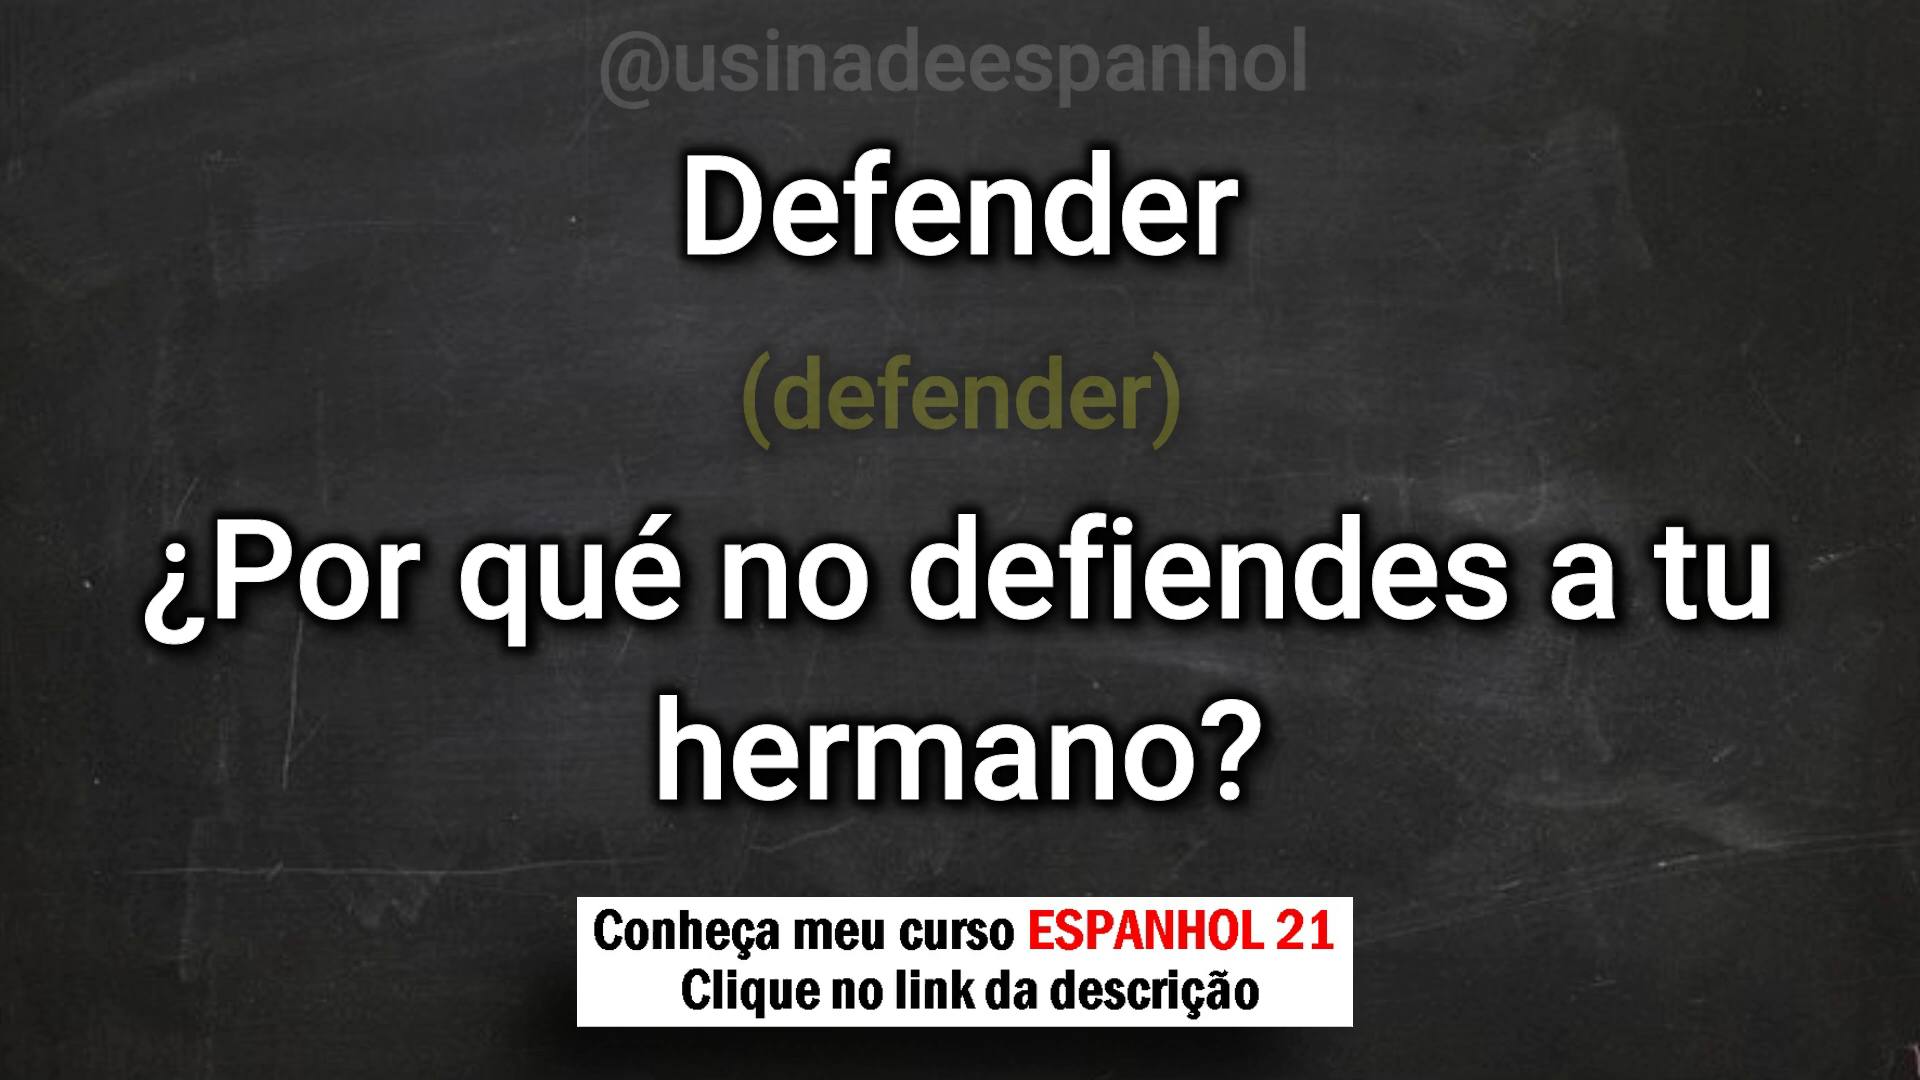 @usinadeespanhol
Defender
(defender)
¿Por qué no defiendes a tu
hermano?
Conheça meu curso ESPANHOL 21
Clique no link da descrição